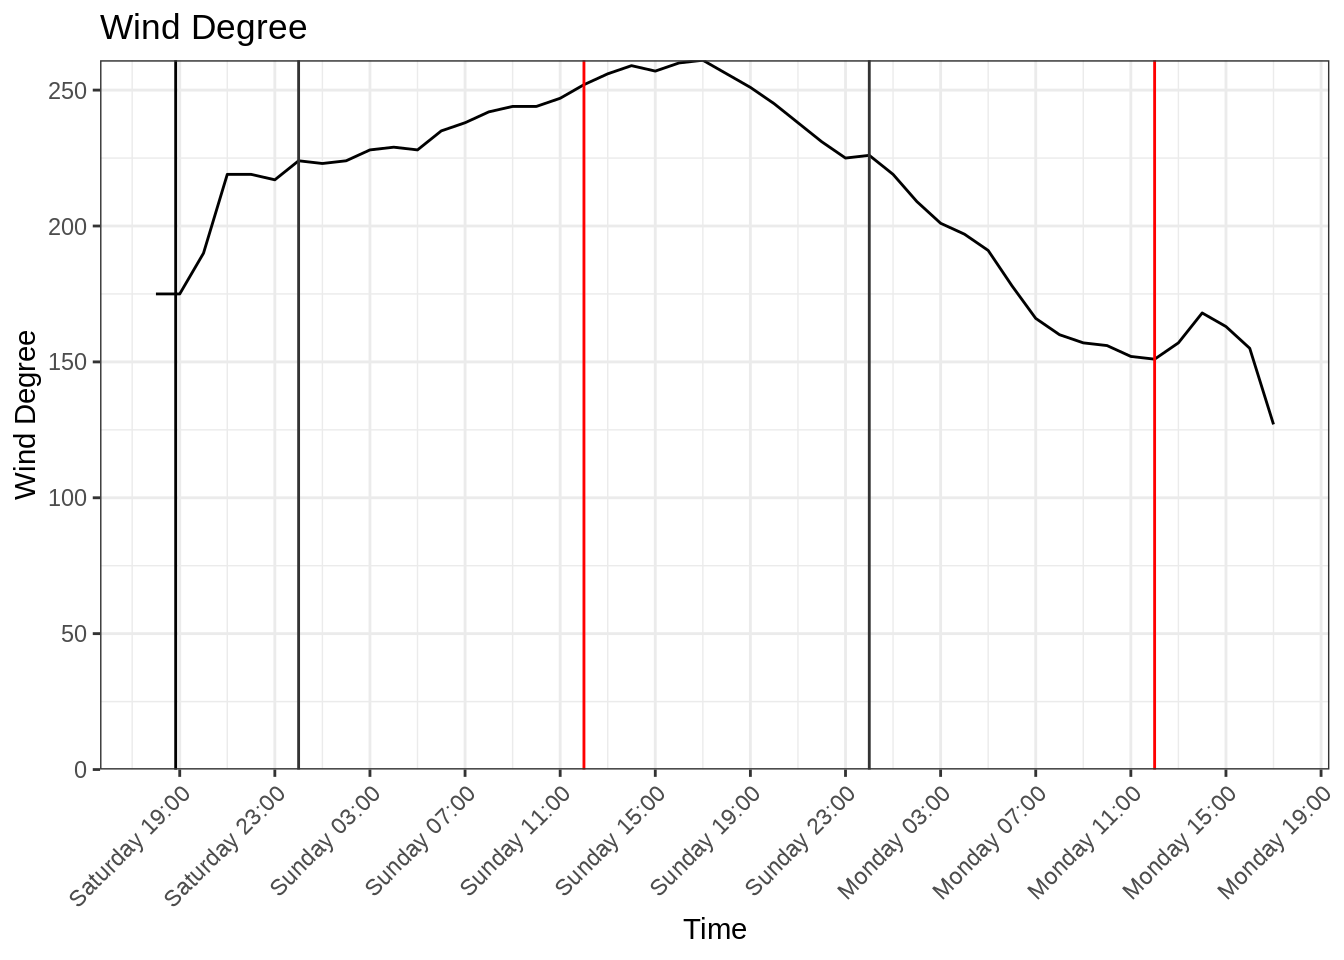 Wind Degree
Wind Degree
250
200
150
100
50
0
Saturday 19:00
Saturday 23:00
Sunday 03:00
Sunday 07:00
Sunday 11:00
Sunday 15:00
Sunday 19:00
Sunday 23:00
Monday 03:00
Monday 07:00
Monday 11:00
Monday 15:00
Monday 19:00
Time